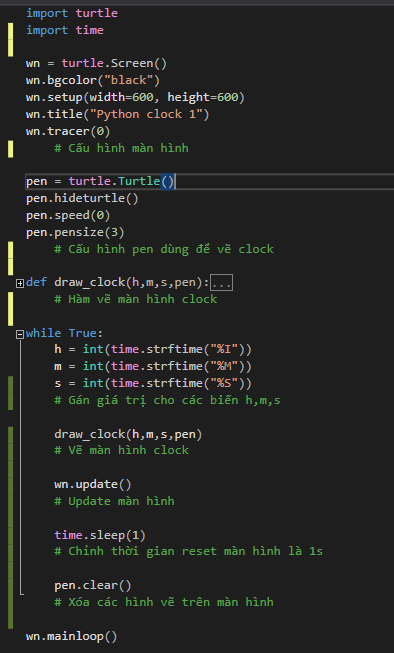 import turtle
import time
wn = turtle.Screen()
wn.bgcolor("black")
wn.setup(width=600, height=600)
wn.title("Python clock 1")
wn.tracer(0)
# Cấu hình màn hình
pen = turtle.Turtle()
pen.hideturtle()
pen.speed(0)
pen.pensize(3)
# Cấu hình pen dùng để vẽ clock
def draw_clock(h,m,s,pen):...
# Hàm vẽ màn hình clock
while True:
h = int(time.strftime("%I"))
m = int(time.strftime("%M"))
s = int(time.strftime("%S"))
# Gán giá trị cho các biến h,m,s
draw_clock(h,m,s,pen)
# Vẽ màn hình clock
wn.update()
# Update màn hình
time.sleep(1)
# Chỉnh thời gian reset màn hình là 1s
pen.clear()
# Xóa các hình vẽ trên màn hình
wn.mainloop()